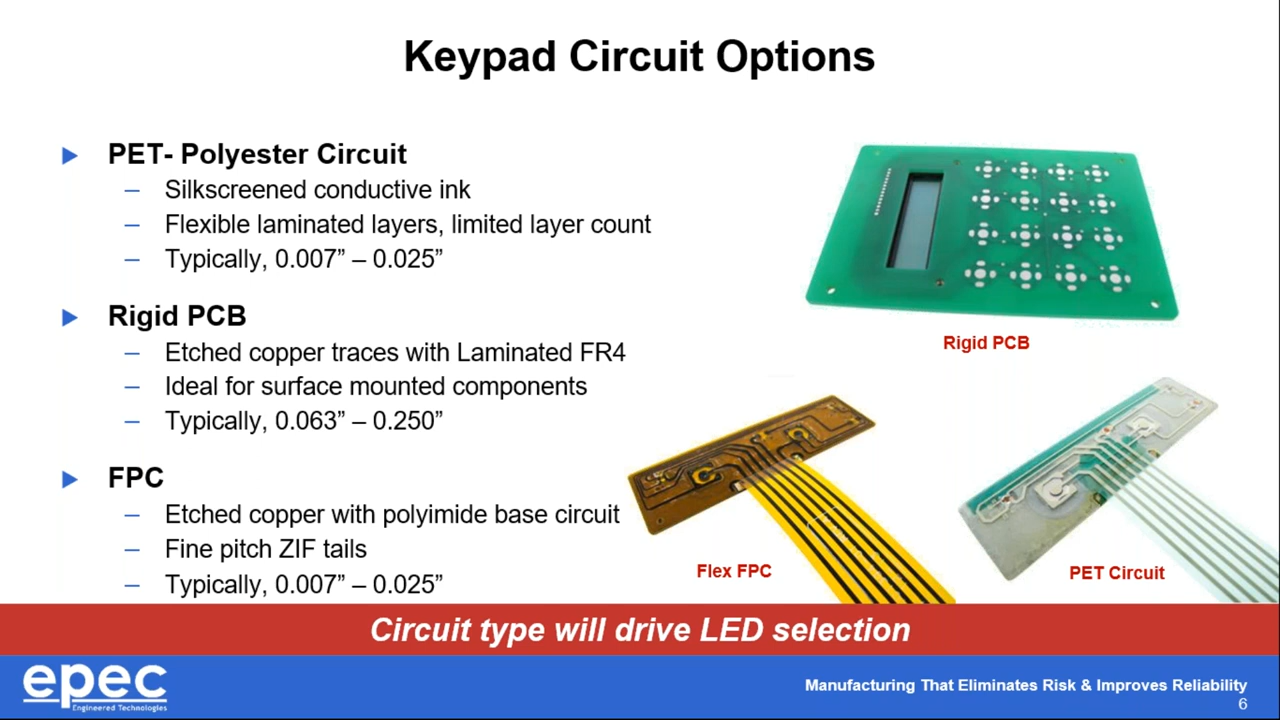 Keypad Circuit Options
PET- Polyester Circuit
– Silkscreened conductive ink
– Flexible laminated layers, limited layer count
– Typically, 0.007” – 0.025”
Rigid PCB
– Etched copper traces with Laminated FR4
– Ideal for surface mounted components
– Typically, 0.063” – 0.250”
FPC
– Etched copper with polyimide base circuit
– Fine pitch ZIF tails
– Typically, 0.007” – 0.025”
Rigid PCB
Flex FPC
PET Circuit
Circuit type will drive LED selection
epec
Engineered Technologies
Manufacturing That Eliminates Risk & Improves Reliability
6